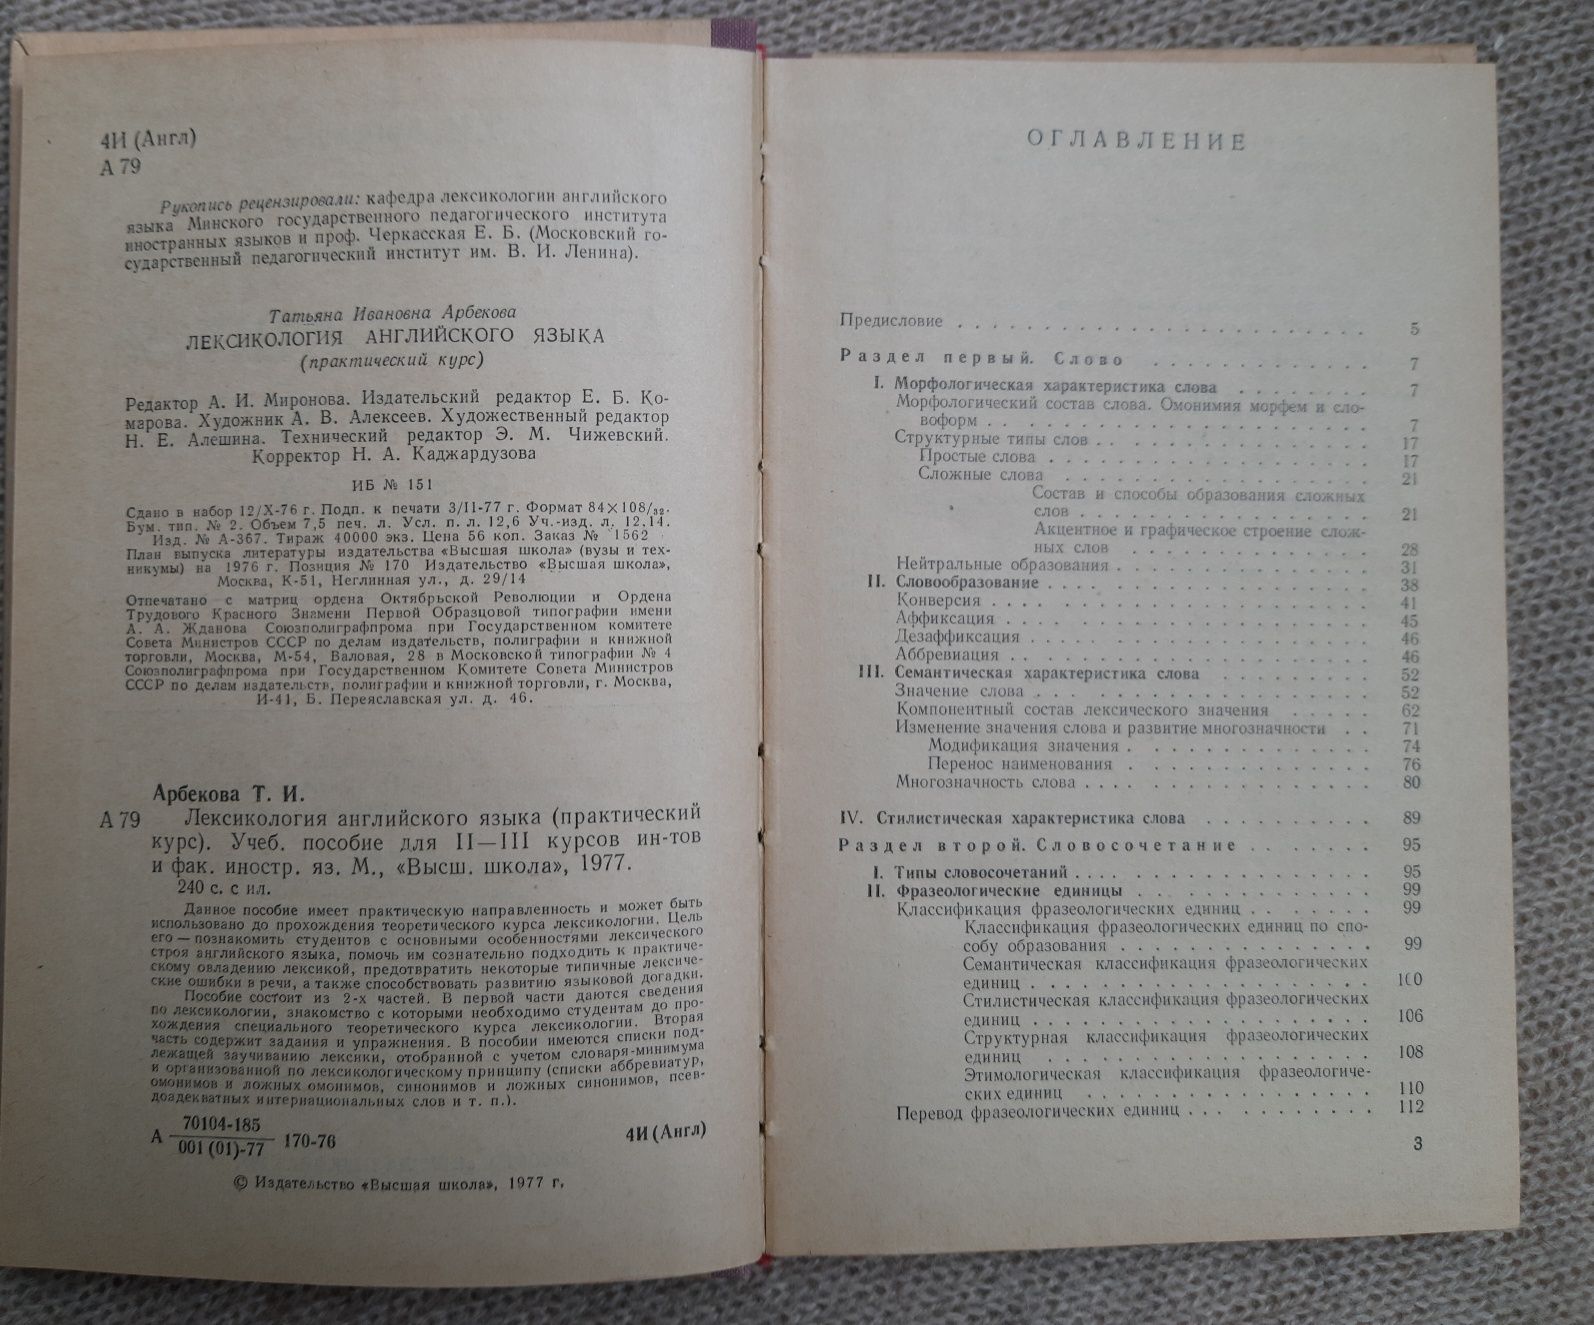 4И (Англ)
А 79
Рукопись рецензировали: кафедра лексикологии английского
языка Минского государственного педагогического института
иностранных языков и проф. Черкасская Е. Б. (Московский го-
сударственный педагогический институт им. В. И. Ленина).
Татьяна Ивановна Арбекова
ЛЕКСИКОЛОГИЯ АНГЛИЙСКОГО ЯЗЫКА
(практический курс)
Редактор А. И. Миронова. Издательский редактор Е. Б. Ко-
марова. Художник А. В. Алексеев. Художественный редактор
Н. Е. Алешина. Технический редактор Э. М. Чижевский.
Корректор Н. А. Каджардузова
ИБ № 151
Сдано в набор 12/X-76 г. Подп. к печати 3/II-77 г. Формат 84×108/32.
Бум. тип. № 2. Объем 7,5 печ. л. Усл. п. л. 12,6 Уч.-изд. л. 12.14.
Изд. № А-367. Тираж 40000 экз. Цена 56 коп. Заказ № 1562
План выпуска литературы издательства «Высшая школа» (вузы и тех-
никумы) на 1976 г. Позиция № 170 Издательство «Высшая школа»,
Москва, К-51, Неглинная ул., д. 29/14
Отпечатано с матриц ордена Октябрьской Революции и Ордена
Трудового Красного Знамени Первой Образцовой типографии имени
А. А. Жданова Союзполиграфпрома при Государственном комитете
Совета Министров СССР по делам издательств, полиграфии и книжной
торговли, Москва, М-54, Валовая, 28 в Московской типографии № 4
Союзполиграфпрома при Государственном Комитете Совета Министров
СССР по делам издательств, полиграфии и книжной торговли, г. Москва,
И-41, Б. Переяславская ул. д. 46.
Арбекова Т. И.
А 79 Лексикология английского языка (практический
курс). Учеб. пособие для II—III курсов ин-тов
и фак. иностр. яз. М., «Высш. школа», 1977.
240 с. с ил.
Данное пособие имеет практическую направленность и может быть
использовано до прохождения теоретического курса лексикологии. Цель
его — познакомить студентов с основными особенностями лексического
строя английского языка, помочь им сознательно подходить к практиче-
скому овладению лексикой, предотвратить некоторые типичные лексиче-
ские ошибки в речи, а также способствовать развитию языковой догадки.
Пособие состоит из 2-х частей. В первой части даются сведения
по лексикологии, знакомство с которыми необходимо студентам до про-
хождения специального теоретического курса лексикологии. Вторая
часть содержит задания и упражнения. В пособии имеются списки под-
лежащей заучиванию лексики, отобранной с учетом словаря-минимума
и организованной по лексикологическому принципу (списки аббревиатур,
омонимов и ложных омонимов, синонимов и ложных синонимов, псев-
доадекватных интернациональных слов и т. п.).
А 70104-185/001 (01)-77 170-76 4И (Англ)
© Издательство «Высшая школа», 1977 г.
ОГЛАВЛЕНИЕ
Предисловие . . . 5
Раздел первый. Слово . . . 7
I. Морфологическая характеристика слова . . . 7
Морфологический состав слова. Омонимия морфем и сло-
воформ . . . 7
Структурные типы слов . . . 17
Простые слова . . . 17
Сложные слова . . . 21
Состав и способы образования сложных
слов . . . 21
Акцентное и графическое строение слож-
ных слов . . . 28
Нейтральные образования . . . 31
II. Словообразование . . . 38
Конверсия . . . 41
Аффиксация . . . 45
Дезаффиксация . . . 46
Аббревиация . . . 46
III. Семантическая характеристика слова . . . 52
Значение слова . . . 52
Компонентный состав лексического значения . . . 62
Изменение значения слова и развитие многозначности . . 71
Модификация значения . . . 74
Перенос наименования . . . 76
Многозначность слова . . . 80
IV. Стилистическая характеристика слова . . . 89
Раздел второй. Словосочетание . . . 95
I. Типы словосочетаний . . . 95
II. Фразеологические единицы . . . 99
Классификация фразеологических единиц . . . 99
Классификация фразеологических единиц по спо-
собу образования . . . 99
Семантическая классификация фразеологических
единиц . . . 100
Стилистическая классификация фразеологических
единиц . . . 106
Структурная классификация фразеологических
единиц . . . 108
Этимологическая классификация фразеологиче-
ских единиц . . . 110
Перевод фразеологических единиц . . . 112
3